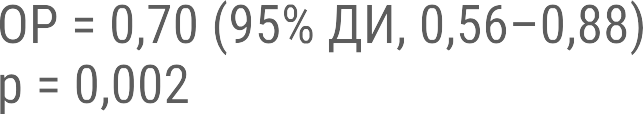 ОР = 0,70 (95% ДИ, 0,56–0,88)
р = 0,002